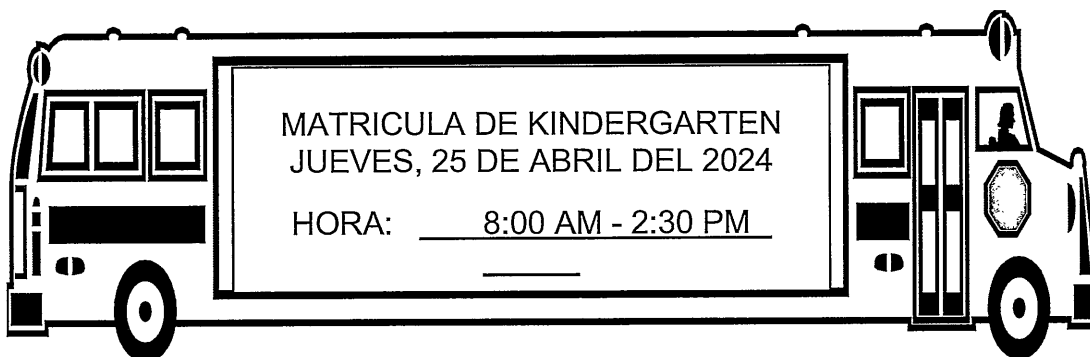 MATRICULA DE KINDERGARTEN
JUEVES, 25 DE ABRIL DEL 2024
HORA: 8:00 AM - 2:30 PM